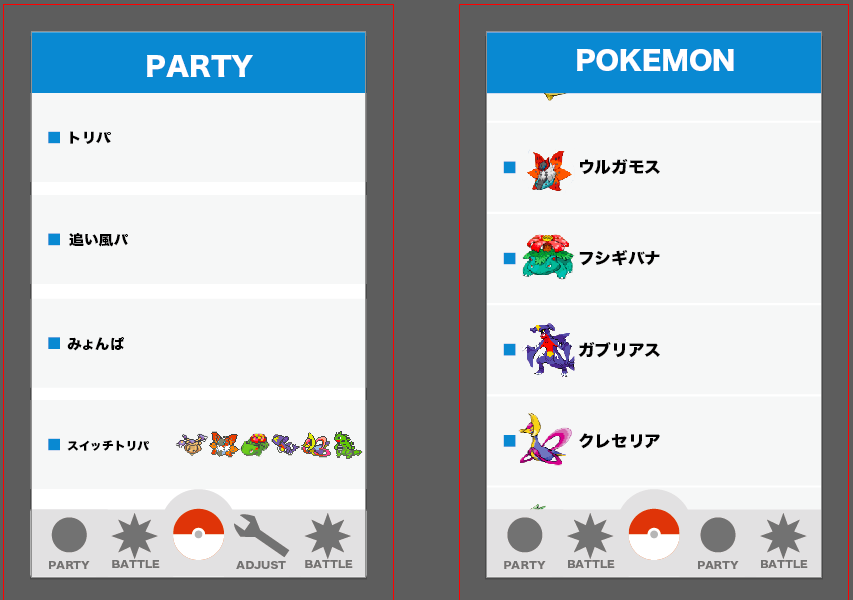 PARTY
トリパ
追い風パ
みょんぱ
スイッチトリパ
PARTY
BATTLE
ADJUST
BATTLE
POKEMON
ウルガモス
フシギバナ
ガブリアス
クレセリア
PARTY
BATTLE
PARTY
BATTLE